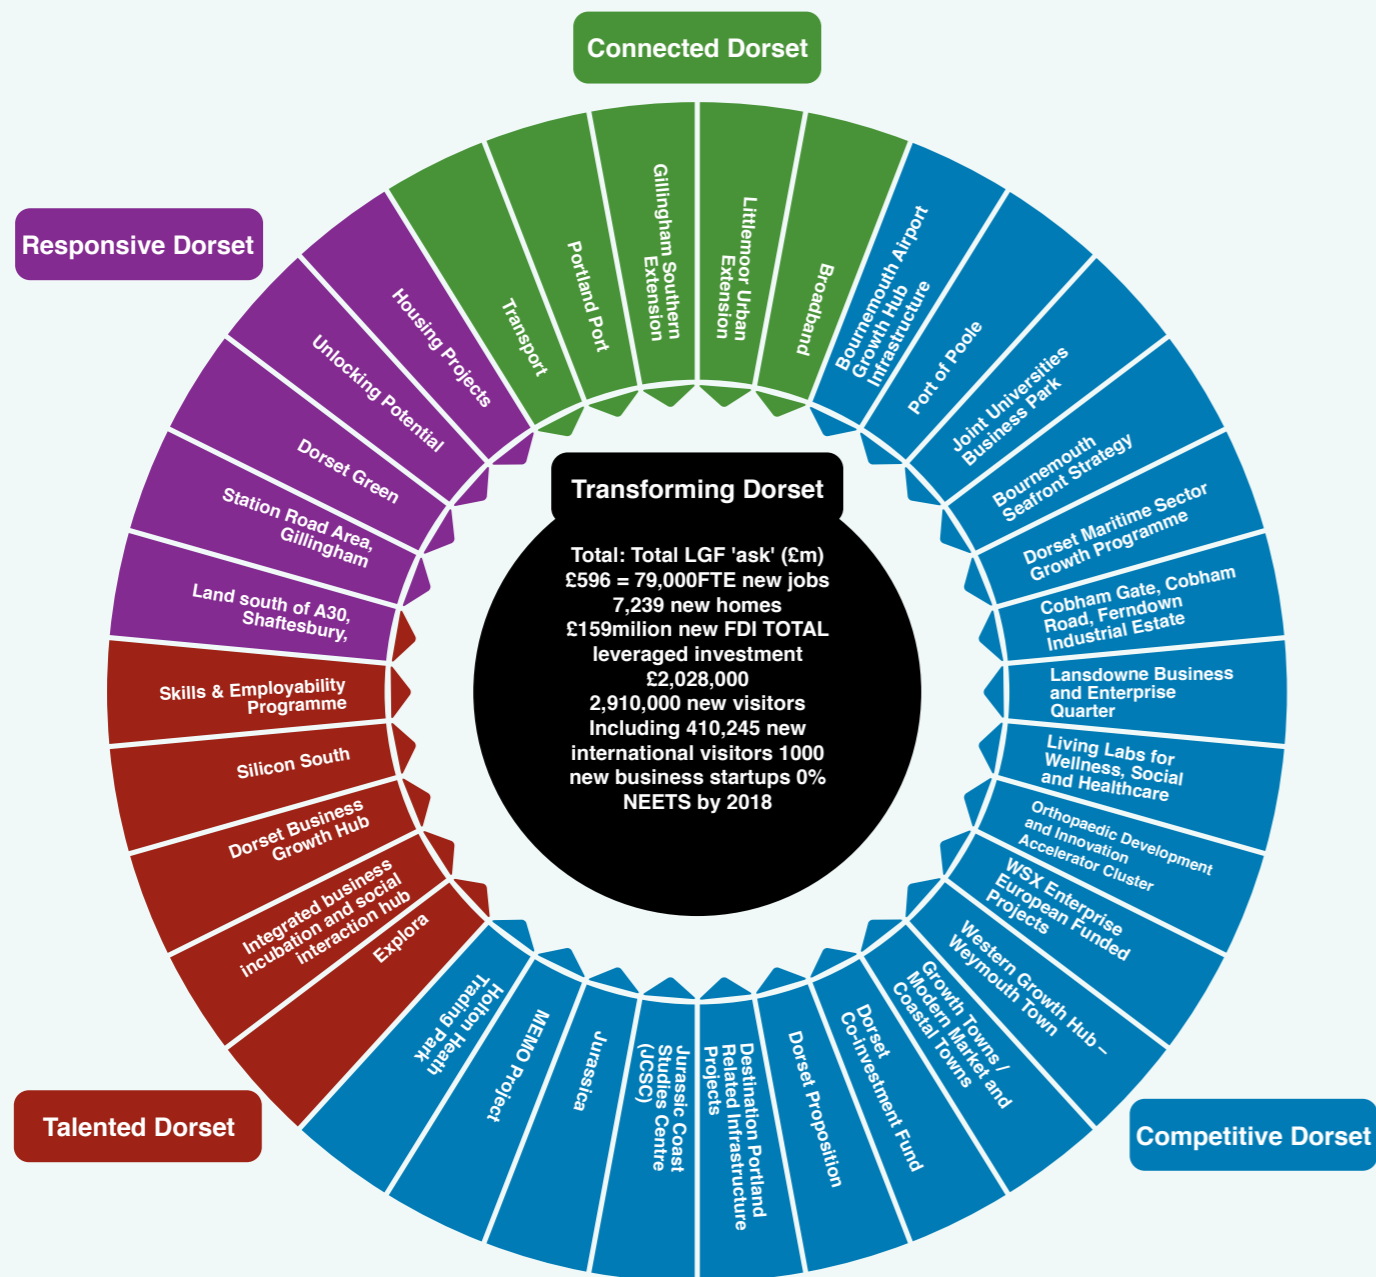 Connected Dorset
Responsive Dorset
Talented Dorset
Competitive Dorset
Transforming Dorset
Total: Total LGF 'ask' (£m)
£596 = 79,000FTE new jobs
7,239 new homes
£159milion new FDI TOTAL
leveraged investment
£2,028,000
2,910,000 new visitors
Including 410,245 new
international visitors 1000
new business startups 0%
NEETS by 2018
Transport
Portland Port
Gillingham Southern
Extension
Littlemoor Urban
Extension
Broadband
Bournemouth Airport
Growth Hub
Infrastructure
Port of Poole
Joint Universities
Business Park
Bournemouth
Seafront Strategy
Dorset Maritime Sector
Growth Programme
Cobham Gate, Cobham
Road, Ferndown
Industrial Estate
Lansdowne Business
and Enterprise
Quarter
Living Labs for
Wellness, Social
and Healthcare
Orthopaedic Development
and Innovation
Accelerator Cluster
WSX Enterprise
European Funded
Projects
Western Growth Hub –
Weymouth Town
Growth Towns /
Modern Market and
Coastal Towns
Dorset
Co-investment Fund
Dorset Proposition
Destination Portland
Related Infrastructure
Projects
Jurassic Coast
Studies Centre
(JCSC)
Jurassica
MEMO Project
Holton Heath
Trading Park
Explora
Integrated business
incubation and social
interaction hub
Dorset Business
Growth Hub
Silicon South
Skills & Employability
Programme
Land south of A30,
Shaftesbury,
Station Road Area,
Gillingham
Dorset Green
Unlocking Potential
Housing Projects